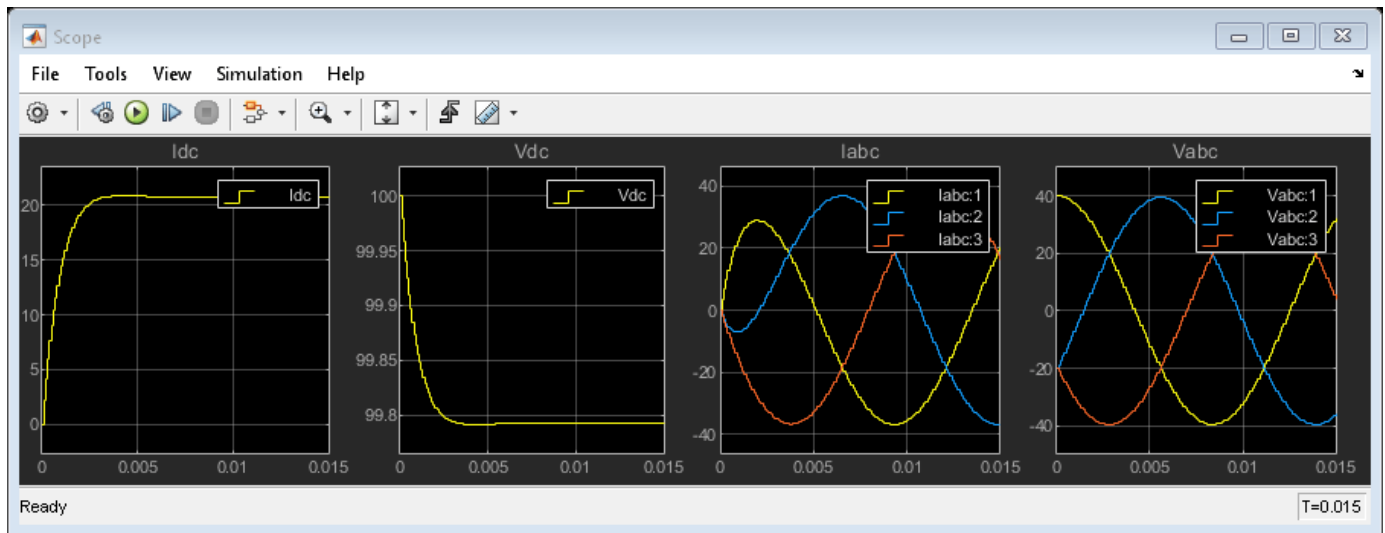 Scope
File Tools View Simulation Help
Idc
Idc
20
15
10
5
0
0 0.005 0.01 0.015
Vdc
Vdc
100
99.95
99.9
99.85
99.8
0 0.005 0.01 0.015
Iabc
Iabc:1
Iabc:2
Iabc:3
40
20
0
-20
-40
0 0.005 0.01 0.015
Vabc
Vabc:1
Vabc:2
Vabc:3
40
20
0
-20
-40
0 0.005 0.01 0.015
Ready
T=0.015